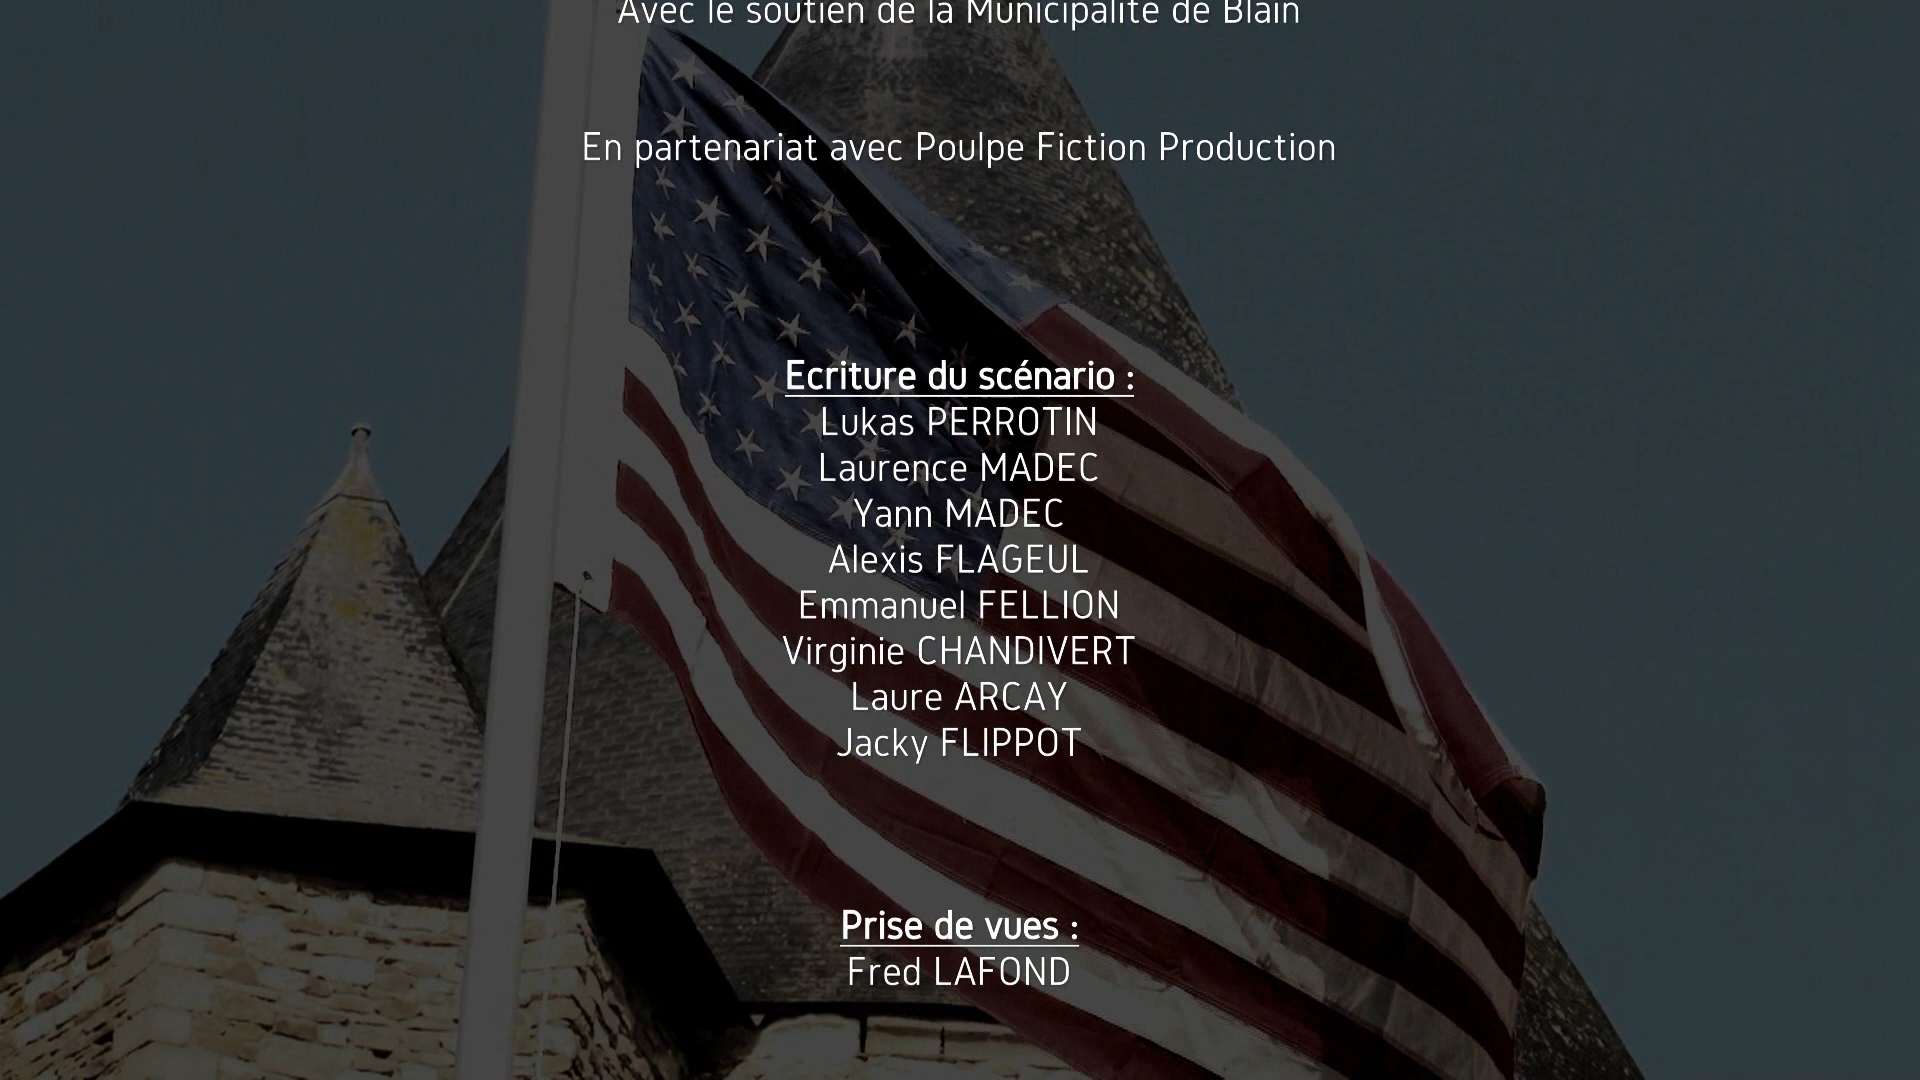 Avec le soutien de la Municipalité de Blain
En partenariat avec Poulpe Fiction Production
Ecriture du scénario :
Lukas PERROTIN
Laurence MADEC
Yann MADEC
Alexis FLAGEUL
Emmanuel FELLION
Virginie CHANDIVERT
Laure ARCAY
Jacky FLIPPOT
Prise de vues :
Fred LAFOND